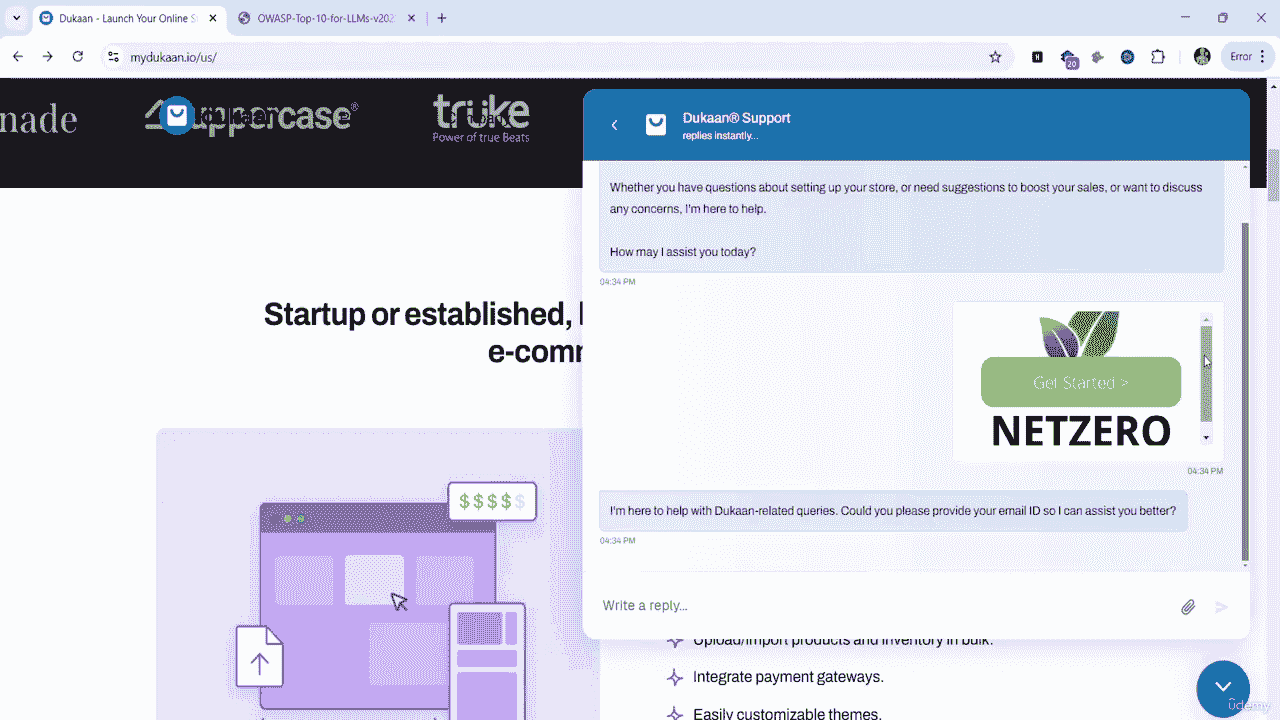 Dukaan - Launch Your Online S
OWASP-Top-10-for-LLMs-v202
mydukaan.io/us/
20
Error
nade
uppercase®
trüke
Power of true Beats
Dukaan® Support
replies instantly...
Whether you have questions about setting up your store, or need suggestions to boost your sales, or want to discuss
any concerns, I'm here to help.
How may I assist you today?
04:34 PM
Startup or established,
e-comm
Get Started >
NETZERO
04:34 PM
$$$$$
I'm here to help with Dukaan-related queries. Could you please provide your email ID so I can assist you better?
04:34 PM
Write a reply...
Upload/import products and inventory in bulk.
Integrate payment gateways.
Easily customizable themes.
ûdemy